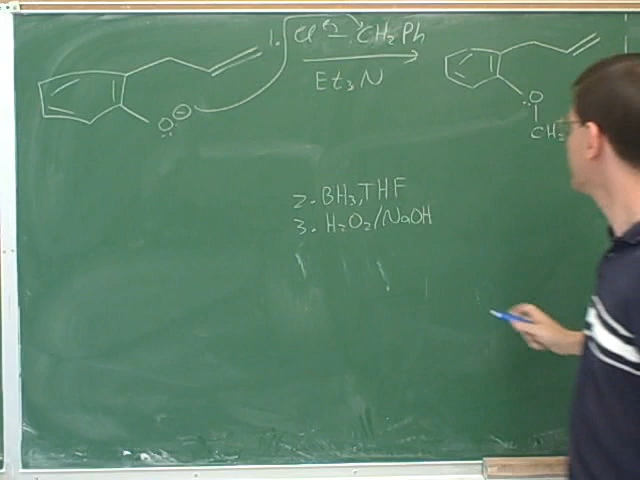 1. Cl — CH2Ph
Et3N
O
⊖
O
CH2
2. BH3, THF
3. H2O2/NaOH